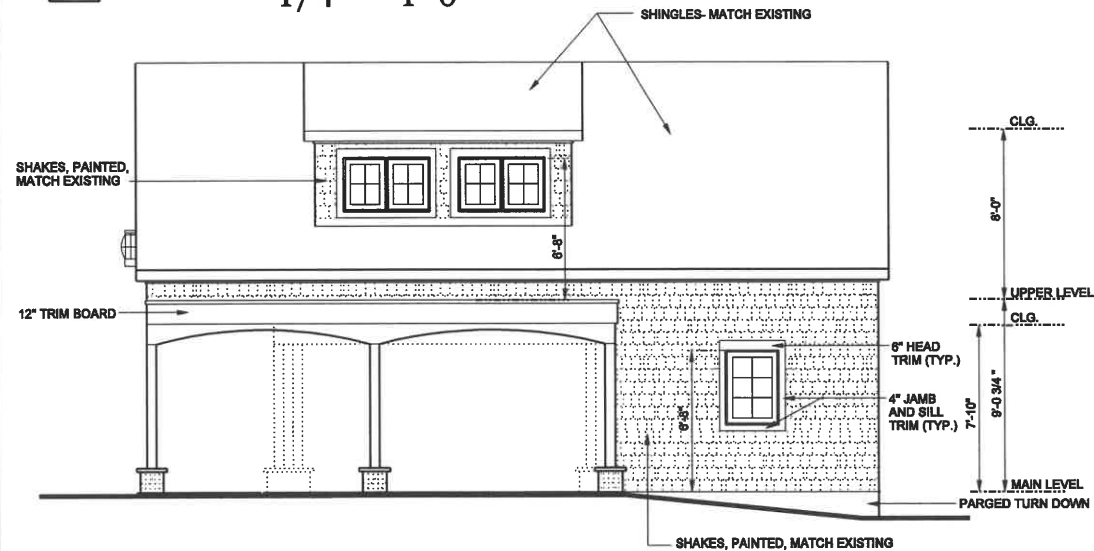 SHINGLES- MATCH EXISTING
CLG.
SHAKES, PAINTED,
MATCH EXISTING
8'-0"
6'-8"
UPPER LEVEL
12" TRIM BOARD
CLG.
6" HEAD
TRIM (TYP.)
4" JAMB
AND SILL
TRIM (TYP.)
6'-8"
7'-10"
9'-0 3/4"
MAIN LEVEL
PARGED TURN DOWN
SHAKES, PAINTED, MATCH EXISTING